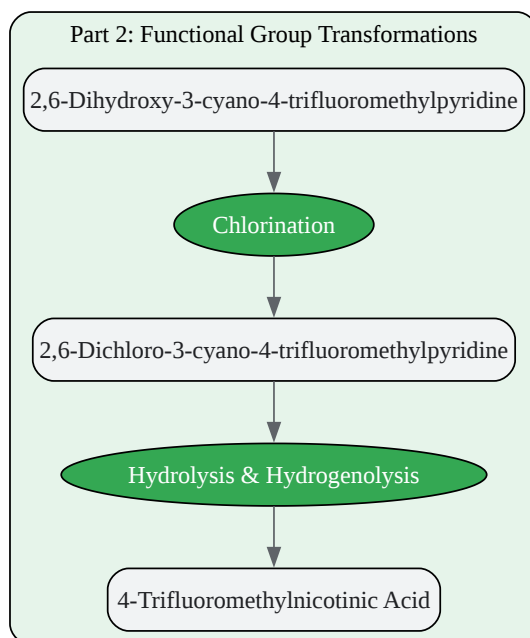 Part 2: Functional Group Transformations
2,6-Dihydroxy-3-cyano-4-trifluoromethylpyridine
Chlorination
2,6-Dichloro-3-cyano-4-trifluoromethylpyridine
Hydrolysis & Hydrogenolysis
4-Trifluoromethylnicotinic Acid